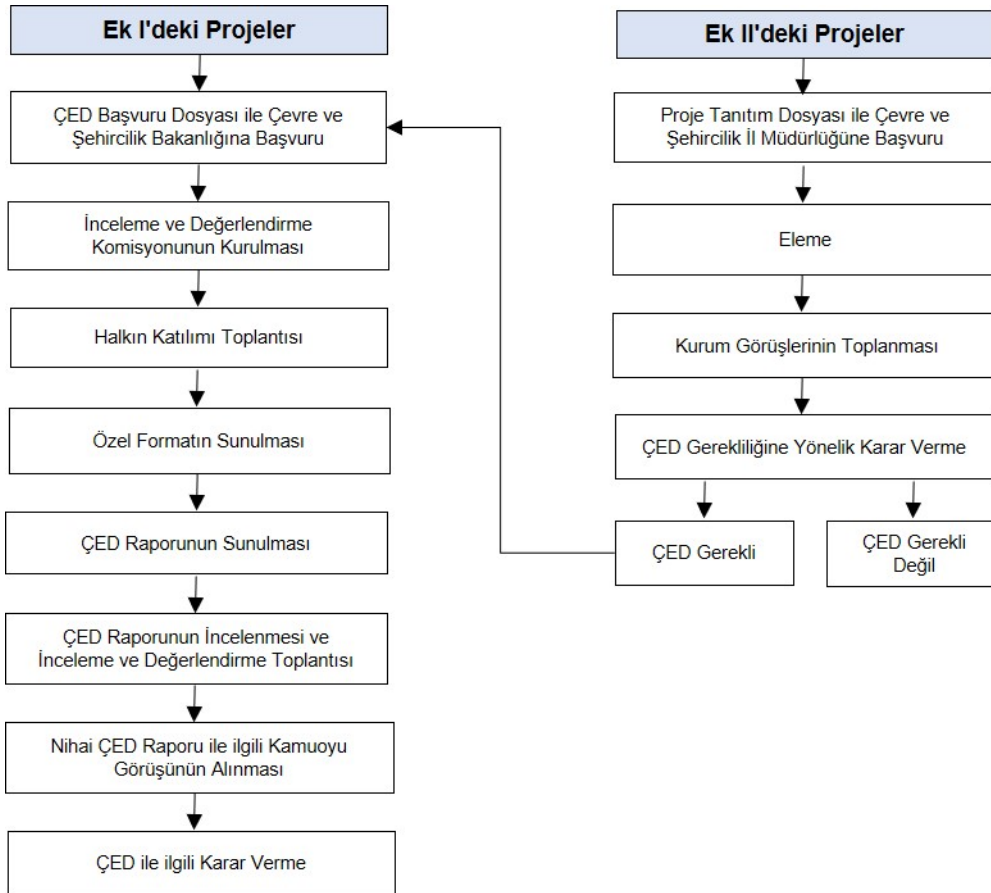 Ek I'deki Projeler
ÇED Başvuru Dosyası ile Çevre ve
Şehircilik Bakanlığına Başvuru
İnceleme ve Değerlendirme
Komisyonunun Kurulması
Halkın Katılımı Toplantısı
Özel Formatın Sunulması
ÇED Raporunun Sunulması
ÇED Raporunun İncelenmesi ve
İnceleme ve Değerlendirme Toplantısı
Nihai ÇED Raporu ile ilgili Kamuoyu
Görüşünün Alınması
ÇED ile ilgili Karar Verme
Ek II'deki Projeler
Proje Tanıtım Dosyası ile Çevre ve
Şehircilik İl Müdürlüğüne Başvuru
Eleme
Kurum Görüşlerinin Toplanması
ÇED Gerekliliğine Yönelik Karar Verme
ÇED Gerekli
ÇED Gerekli
Değil